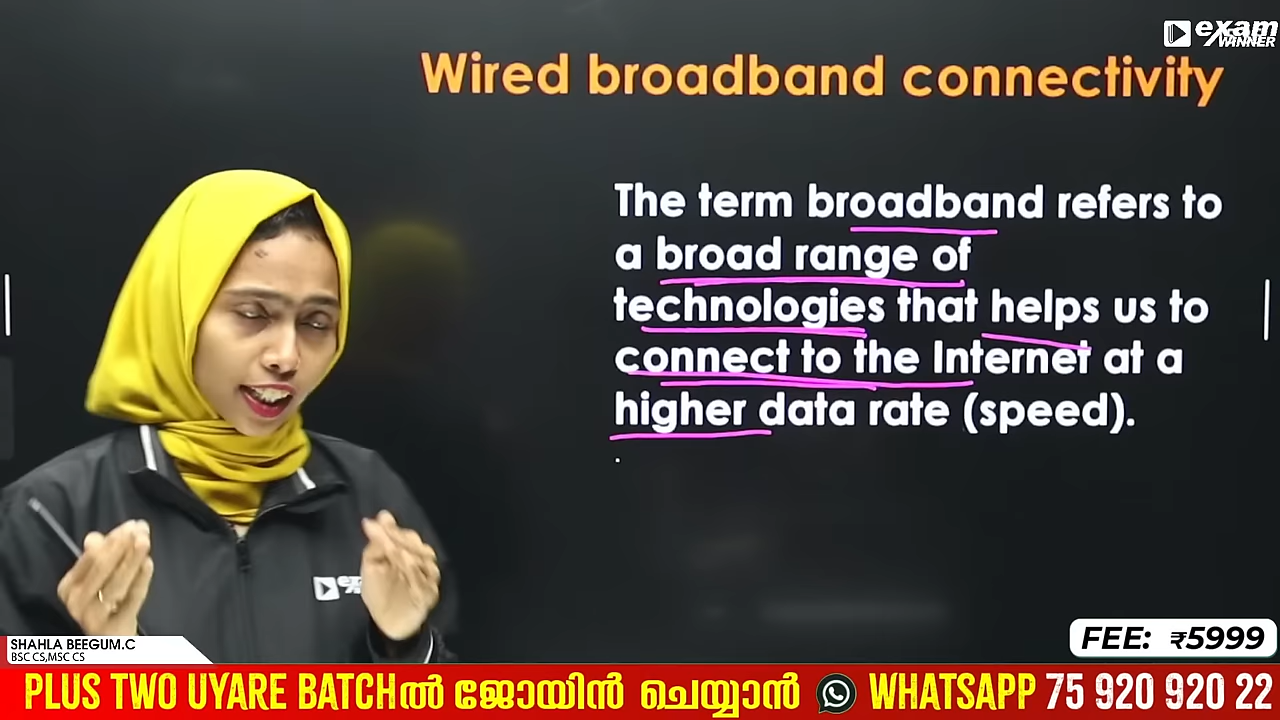 exam
WINNER
Wired broadband connectivity
The term broadband refers to
a broad range of
technologies that helps us to
connect to the Internet at a
higher data rate (speed).
SHAHLA BEEGUM.C
BSC CS,MSC CS
FEE: ₹5999
PLUS TWO UYARE BATCHൽ ജോയിൻ ചെയ്യാൻ WHATSAPP 75 920 920 22